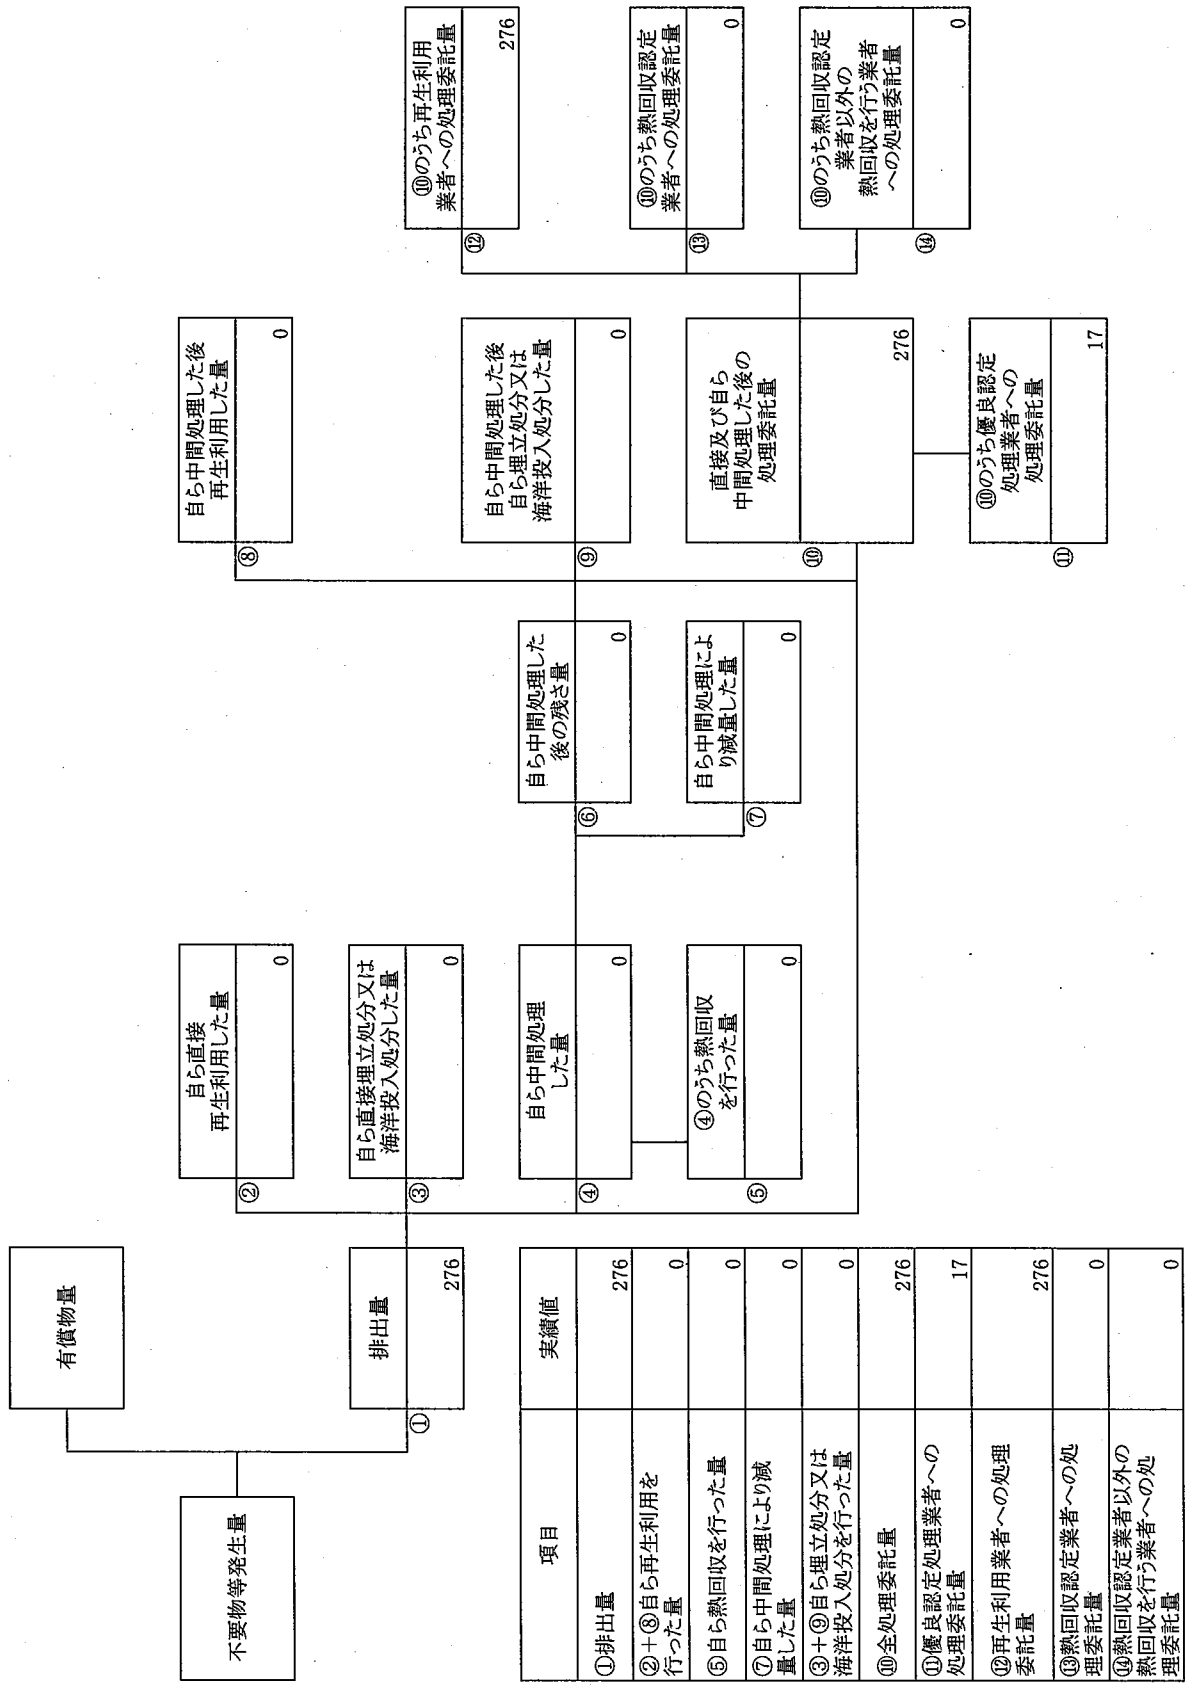 不要物等発生量
有償物量
①
排出量
276
②
自ら直接
再生利用した量
0
③
自ら直接埋立処分又は
海洋投入処分した量
0
④
自ら中間処理
した量
0
⑤
④のうち熱回収
を行った量
0
⑥
自ら中間処理した
後の残さ量
0
⑦
自ら中間処理によ
り減量した量
0
⑧
自ら中間処理した後
再生利用した量
0
⑨
自ら中間処理した後
自ら埋立処分又は
海洋投入処分した量
0
⑩
直接及び自ら
中間処理した後の
処理委託量
276
⑪
⑩のうち優良認定
処理業者への
処理委託量
17
⑫
⑩のうち再生利用
業者への処理委託量
276
⑬
⑩のうち熱回収認定
業者への処理委託量
0
⑭
⑩のうち熱回収認定
業者以外の
熱回収を行う業者
への処理委託量
0
項目 実績値
①排出量 276
②+⑧自ら再生利用を
行った量 0
⑤自ら熱回収を行った量 0
⑦自ら中間処理により減
量した量 0
③+⑨自ら埋立処分又は
海洋投入処分を行った量 0
⑩全処理委託量 276
⑪優良認定処理業者への
処理委託量 17
⑫再生利用業者への処理
委託量 276
⑬熱回収認定業者への処
理委託量 0
⑭熱回収認定業者以外の
熱回収を行う業者への処
理委託量 0